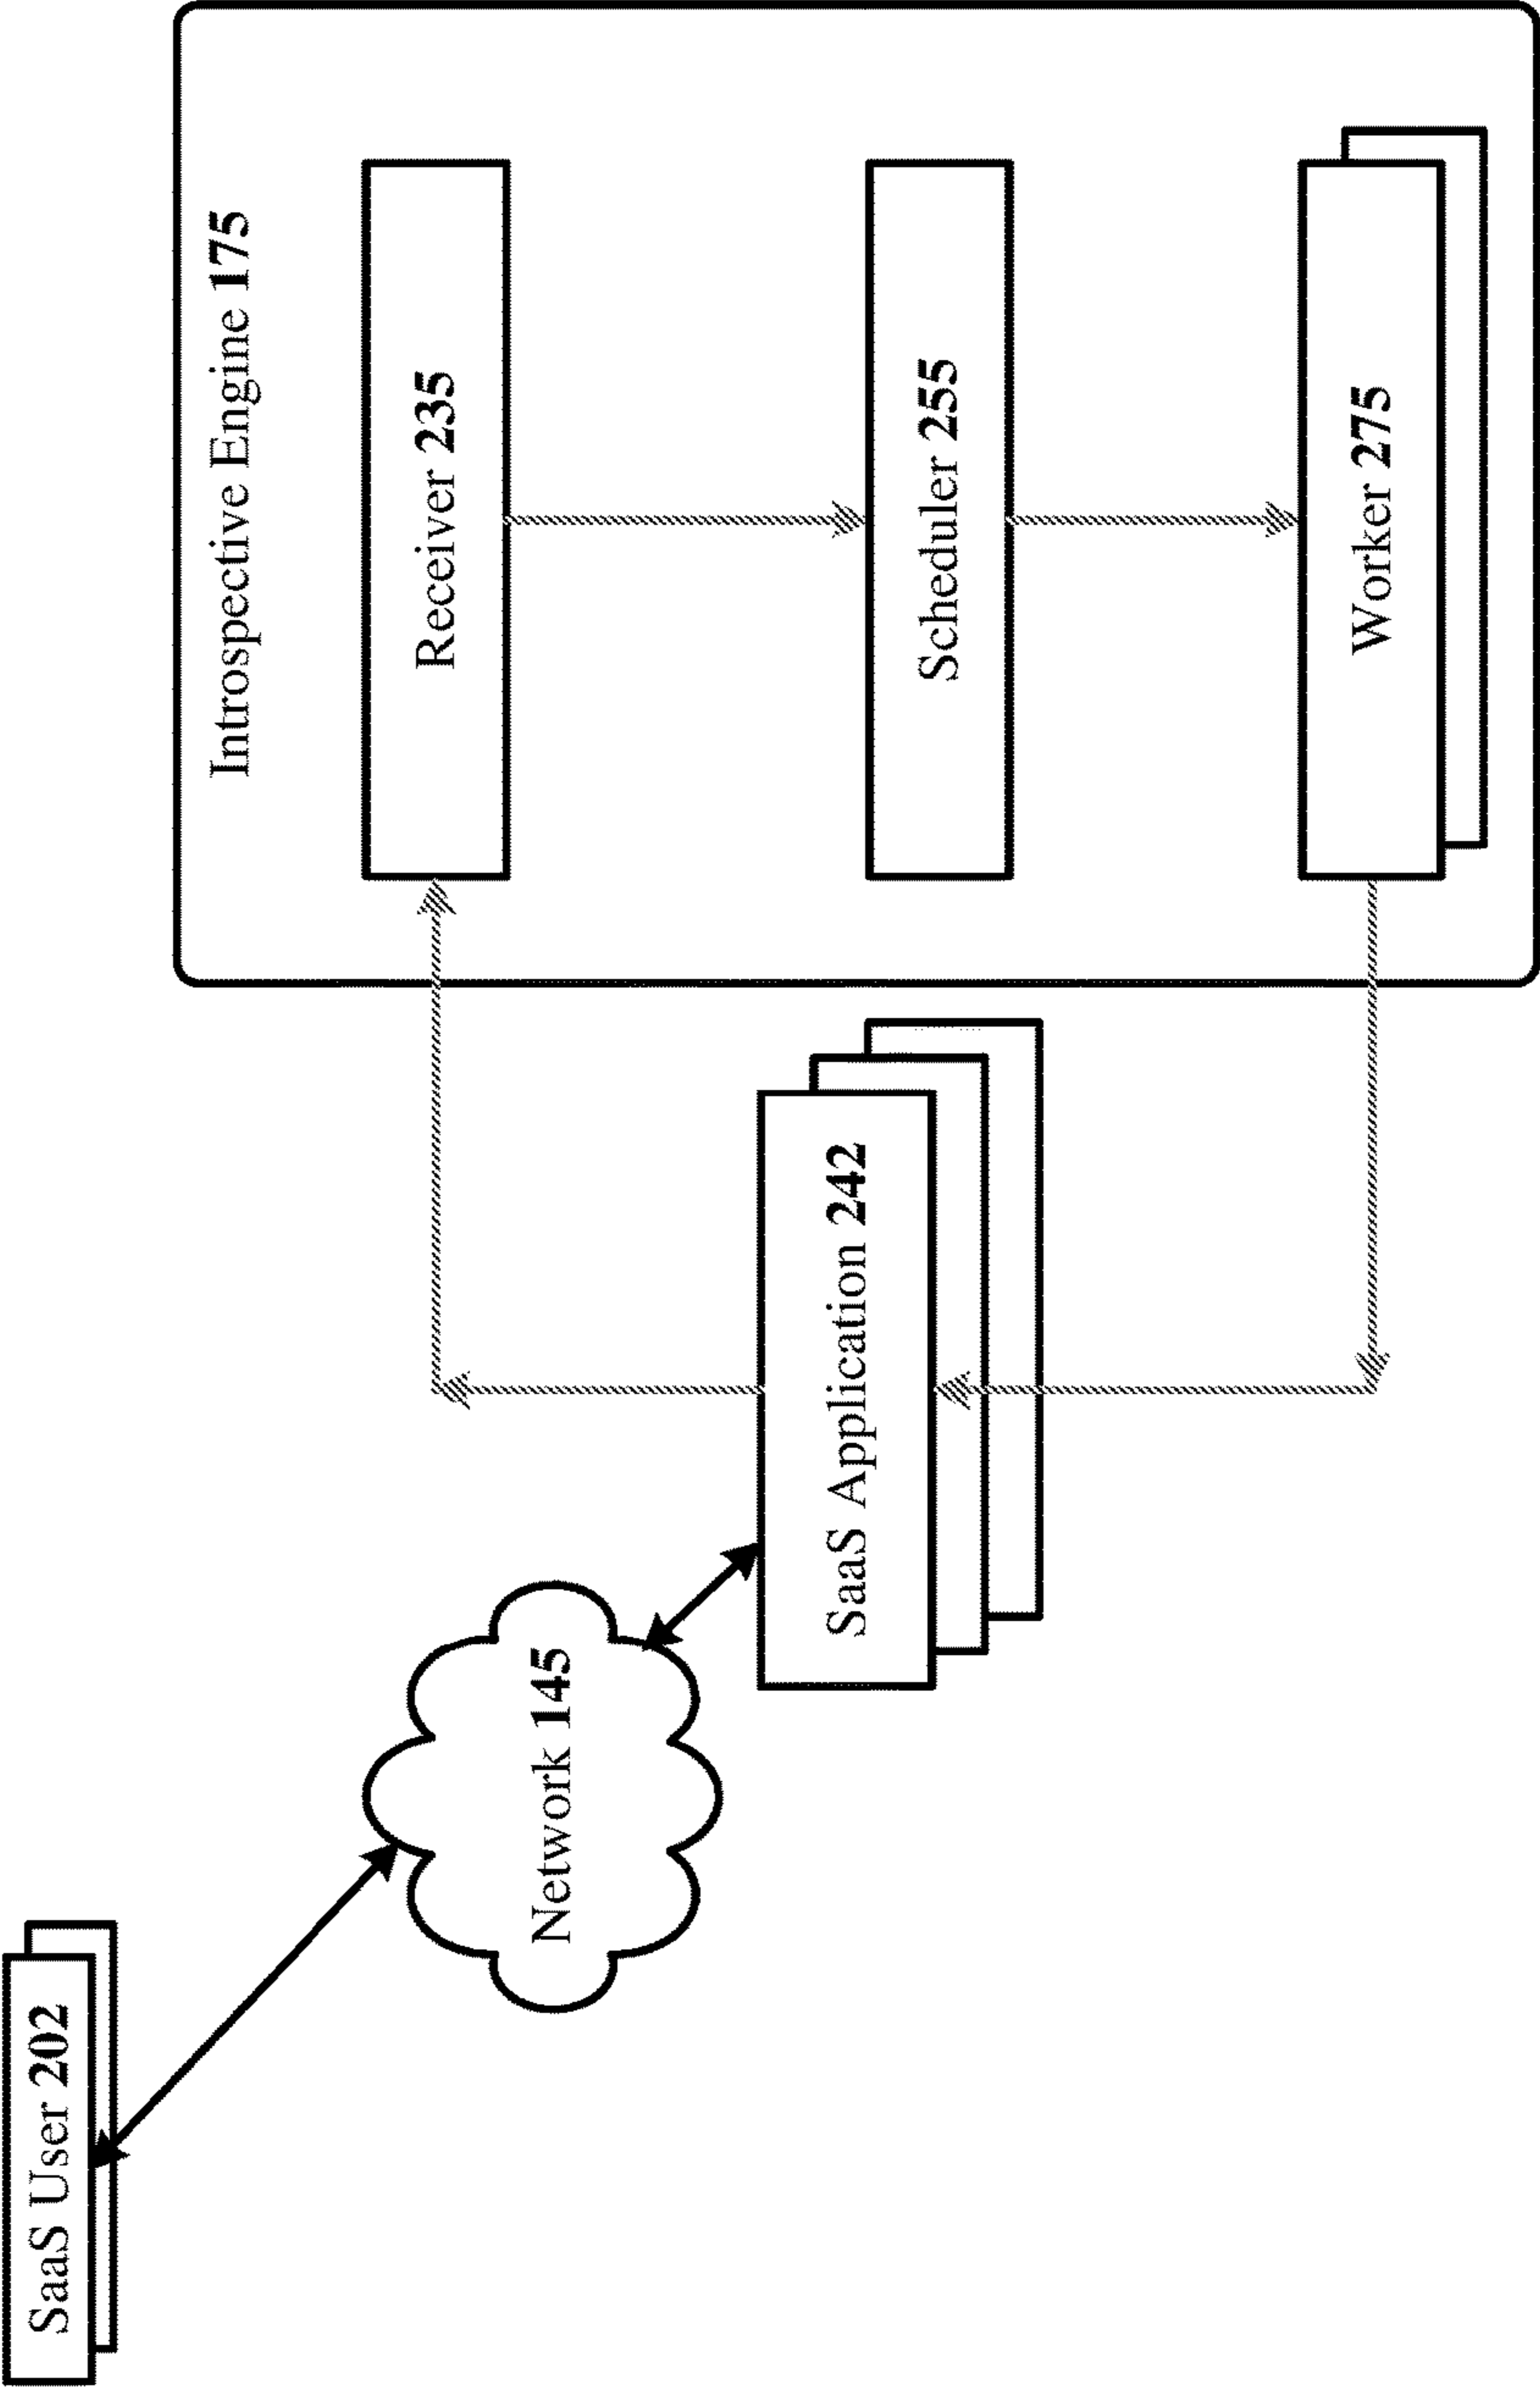 SaaS User 202
Network 145
SaaS Application 242
Introspective Engine 175
Receiver 235
Scheduler 255
Worker 275